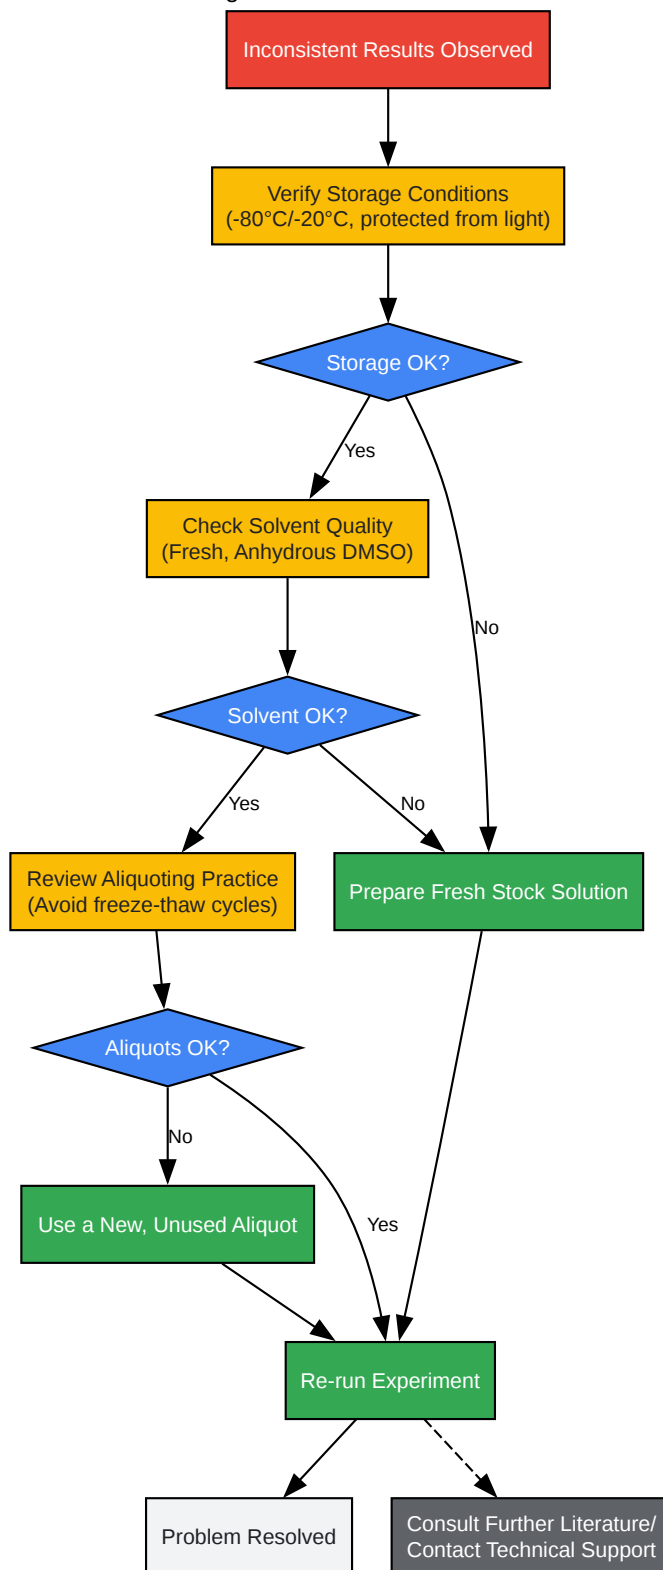 Inconsistent Results Observed
Verify Storage Conditions
(-80°C/-20°C, protected from light)
Storage OK?
Yes
Check Solvent Quality
(Fresh, Anhydrous DMSO)
No
Solvent OK?
Yes
No
Review Aliquoting Practice
(Avoid freeze-thaw cycles)
Prepare Fresh Stock Solution
Aliquots OK?
No
Use a New, Unused Aliquot
Yes
Re-run Experiment
Problem Resolved
Consult Further Literature/
Contact Technical Support